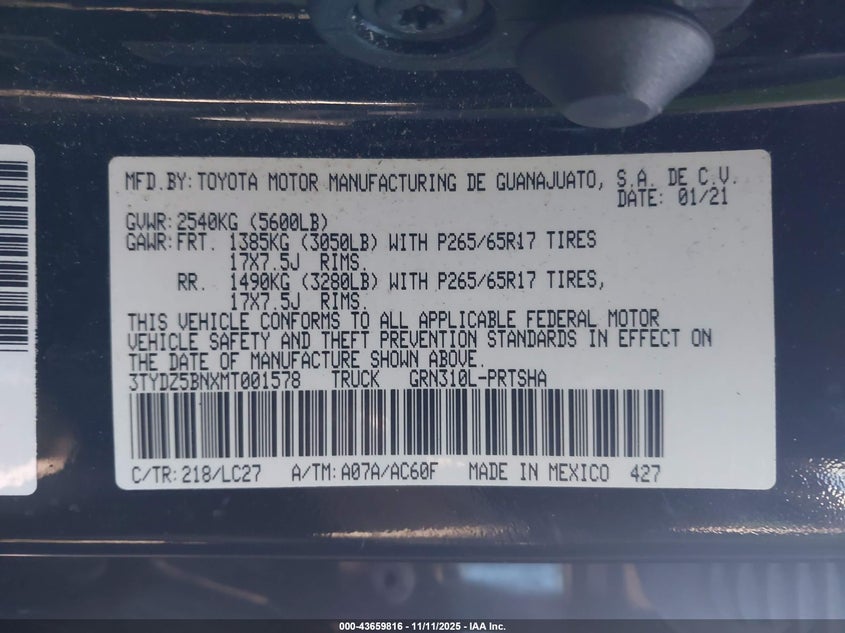 MFD.BY: TOYOTA MOTOR MANUFACTURING DE GUANAJUATO, S.A. DE C.V.
DATE: 01/21
GVWR: 2540KG (5600LB)
GAWR: FRT. 1385KG (3050LB) WITH P265/65R17 TIRES
17X7.5J RIMS.
RR. 1490KG (3280LB) WITH P265/65R17 TIRES,
17X7.5J RIMS.
THIS VEHICLE CONFORMS TO ALL APPLICABLE FEDERAL MOTOR
VEHICLE SAFETY AND THEFT PREVENTION STANDARDS IN EFFECT ON
THE DATE OF MANUFACTURE SHOWN ABOVE.
3TYDZ5BNXMT001578 TRUCK GRN310L-PRTSHA
C/TR: 218/LC27 A/TM: A07A/AC60F MADE IN MEXICO 427
000-43659816 - 11/11/2025 - IAA Inc.